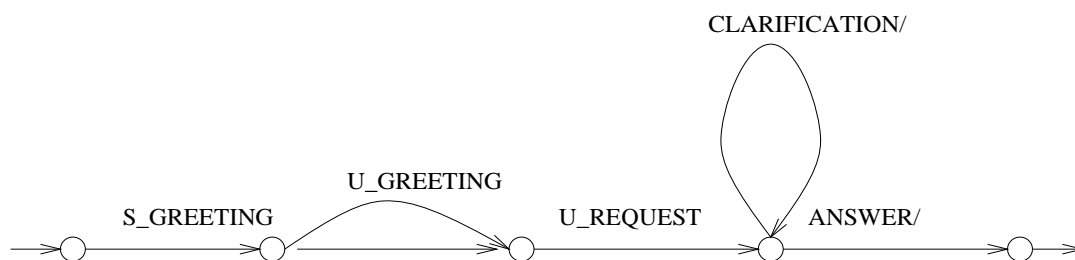 CLARIFICATION/
U_GREETING
S_GREETING
U_REQUEST
ANSWER/